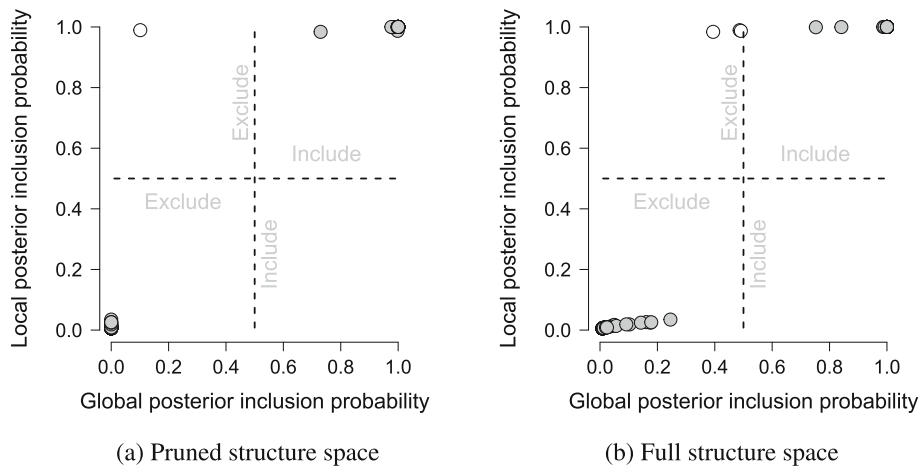 Local posterior inclusion probability
1.0
0.8
0.6
0.4
0.2
0.0
Exclude
Include
Exclude
Include
0.0 0.2 0.4 0.6 0.8 1.0
Global posterior inclusion probability
(a) Pruned structure space
Local posterior inclusion probability
1.0
0.8
0.6
0.4
0.2
0.0
Exclude
Include
Exclude
Include
0.0 0.2 0.4 0.6 0.8 1.0
Global posterior inclusion probability
(b) Full structure space